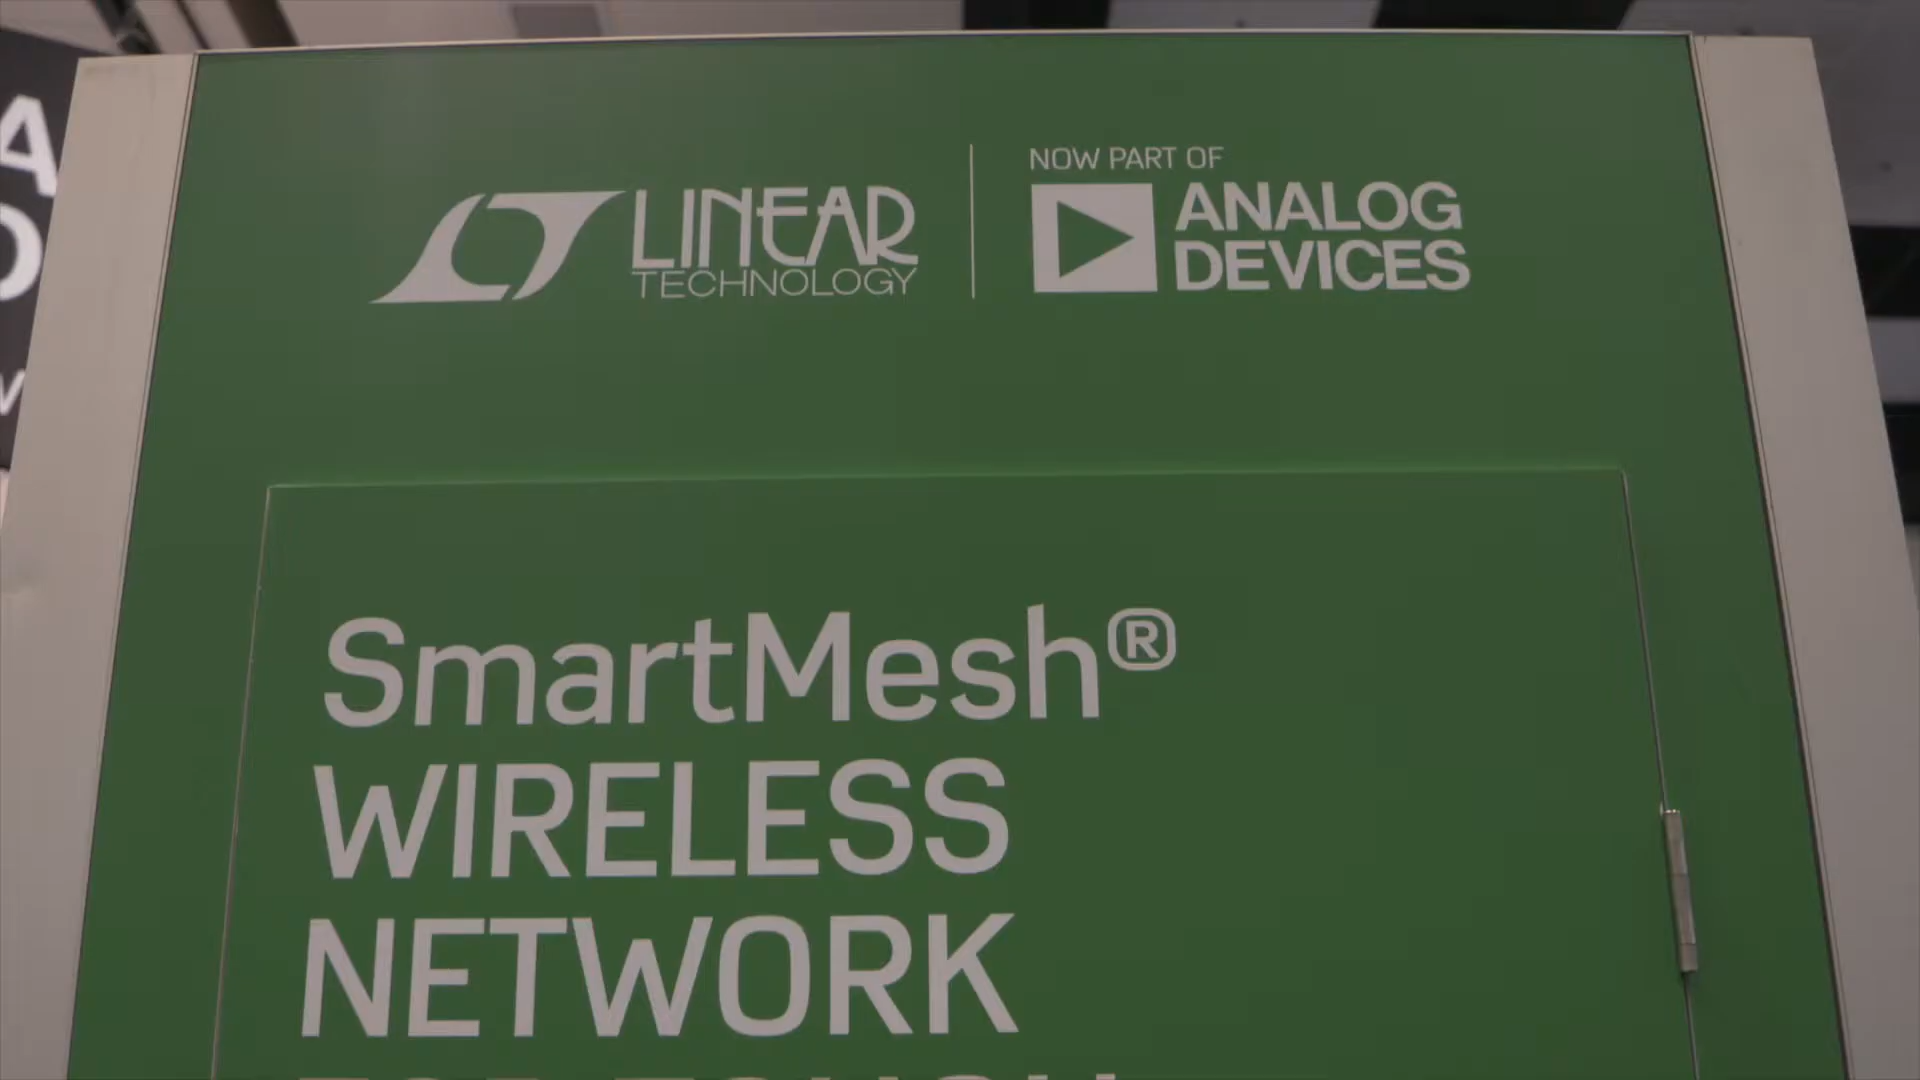 LINEAR
TECHNOLOGY
NOW PART OF
ANALOG
DEVICES
SmartMesh®
WIRELESS
NETWORK